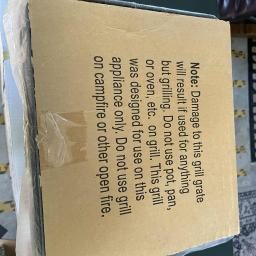 Note: Damage to this grill grate
will result if used for anything
but grilling. Do not use pot, pan,
or oven, etc. on grill. This grill
was designed for use on this
appliance only. Do not use grill
on campfire or other open fire.